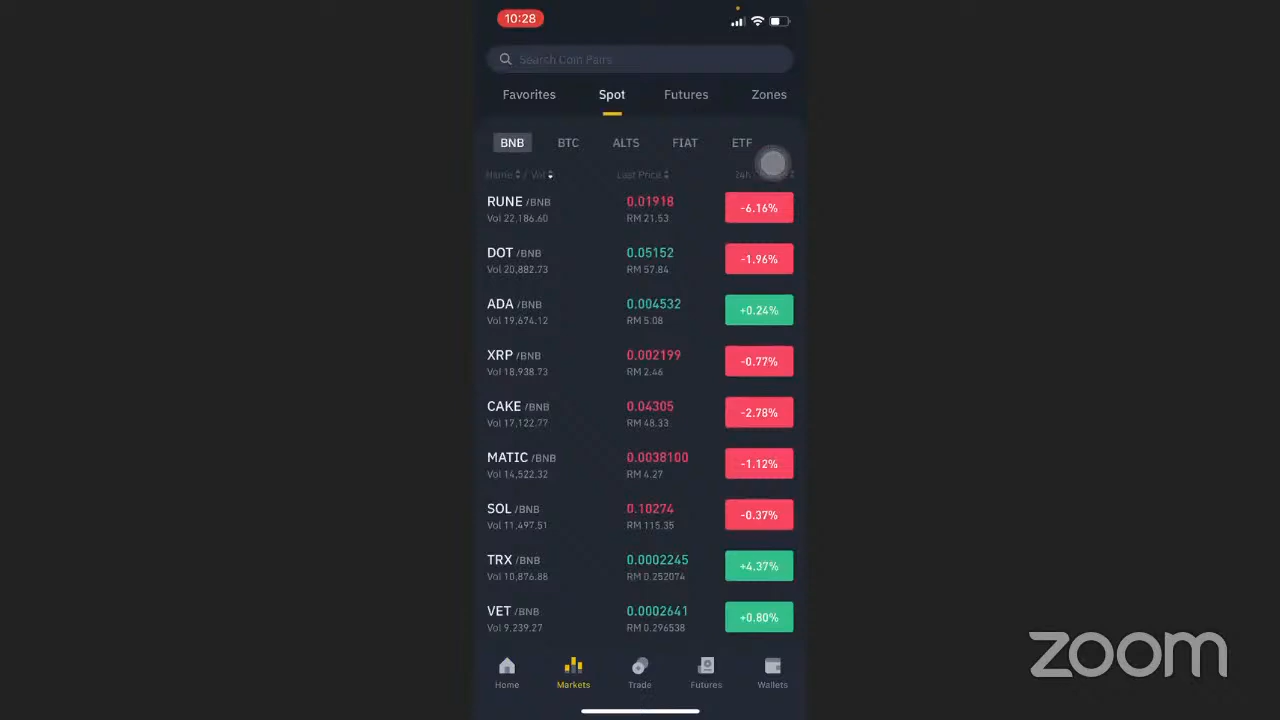 10:28
Search Coin Pairs
Favorites Spot Futures Zones
BNB BTC ALTS FIAT ETF
Name / Vol Last Price 24h
RUNE /BNB 0.01918 -6.16%
Vol 22,186.60 RM 21.53
DOT /BNB 0.05152 -1.96%
Vol 20,882.73 RM 57.84
ADA /BNB 0.004532 +0.24%
Vol 19,674.12 RM 5.08
XRP /BNB 0.002199 -0.77%
Vol 18,938.73 RM 2.46
CAKE /BNB 0.04305 -2.78%
Vol 17,122.77 RM 48.33
MATIC /BNB 0.0038100 -1.12%
Vol 14,522.32 RM 4.27
SOL /BNB 0.10274 -0.37%
Vol 11,497.51 RM 115.35
TRX /BNB 0.0002245 +4.37%
Vol 10,876.88 RM 0.252074
VET /BNB 0.0002641 +0.80%
Vol 9,239.27 RM 0.296538
Home Markets Trade Futures Wallets
zoom